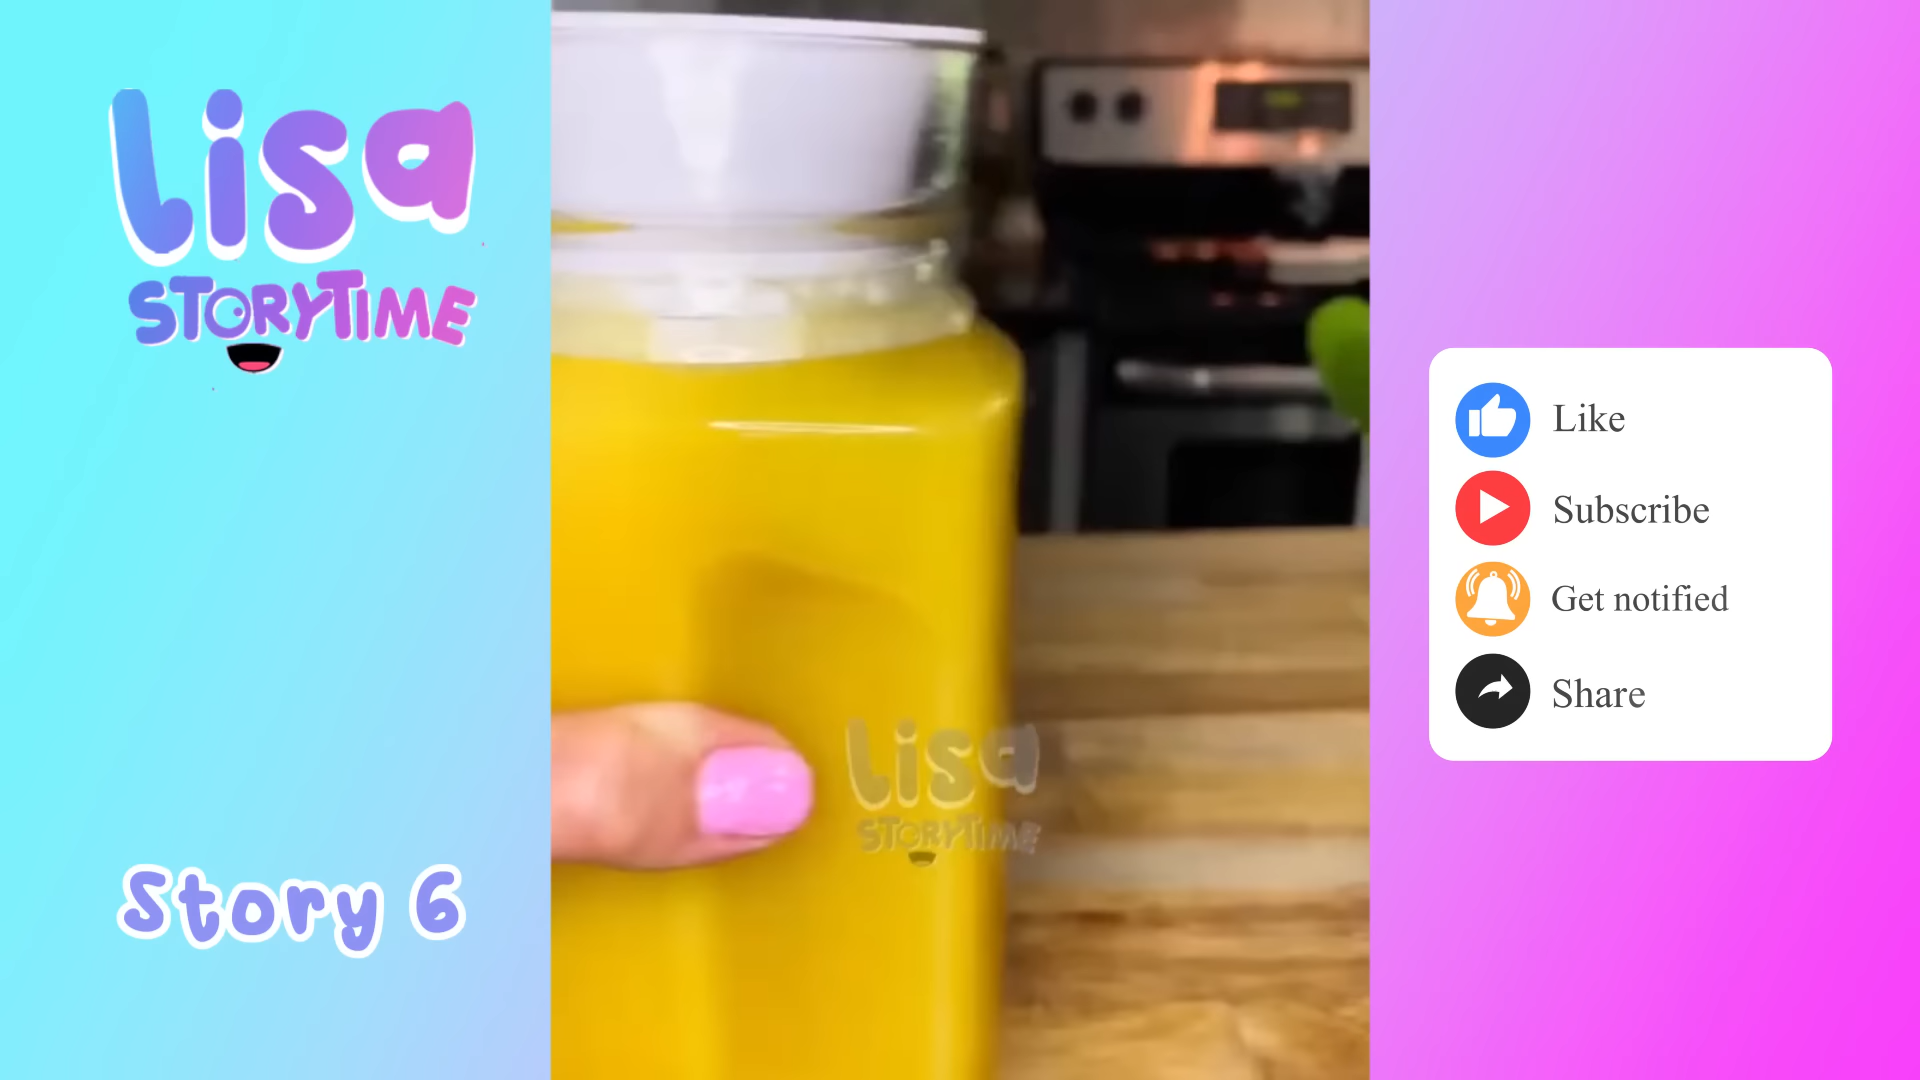 Lisa
STORYTIME
Story 6
Lisa
STORYTIME
Like
Subscribe
Get notified
Share